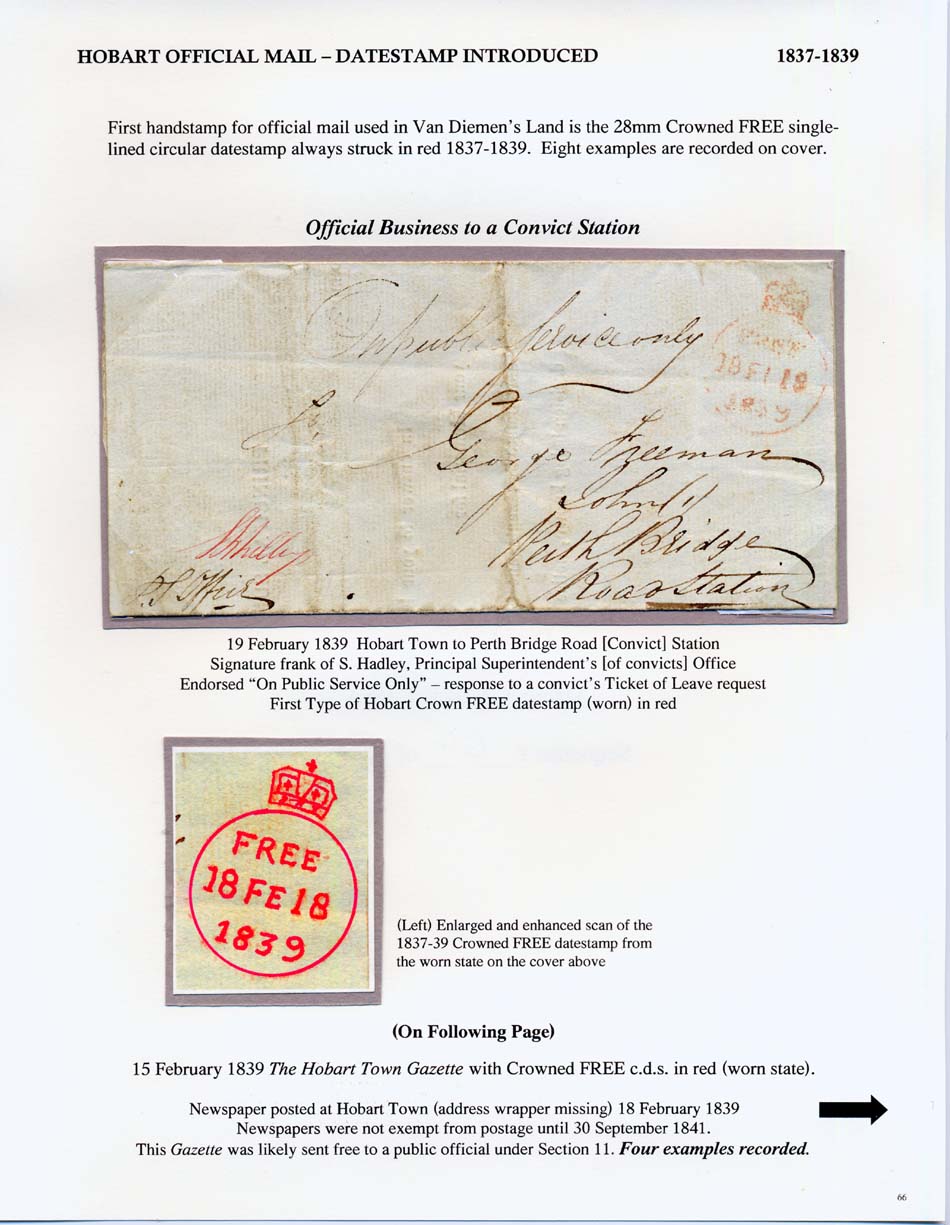 HOBART OFFICIAL MAIL – DATESTAMP INTRODUCED 1837-1839
First handstamp for official mail used in Van Diemen's Land is the 28mm Crowned FREE single-
lined circular datestamp always struck in red 1837-1839. Eight examples are recorded on cover.
Official Business to a Convict Station
On public Service only
FREE
18 FE 18
1839
George Freeman
John (1)
Perth Bridge
Road Station
19 February 1839 Hobart Town to Perth Bridge Road [Convict] Station
Signature frank of S. Hadley, Principal Superintendent's [of convicts] Office
Endorsed “On Public Service Only” – response to a convict's Ticket of Leave request
First Type of Hobart Crown FREE datestamp (worn) in red
FREE
18 FE 18
1839
(Left) Enlarged and enhanced scan of the
1837-39 Crowned FREE datestamp from
the worn state on the cover above
(On Following Page)
15 February 1839 The Hobart Town Gazette with Crowned FREE c.d.s. in red (worn state).
Newspaper posted at Hobart Town (address wrapper missing) 18 February 1839
Newspapers were not exempt from postage until 30 September 1841.
This Gazette was likely sent free to a public official under Section 11. Four examples recorded.
66